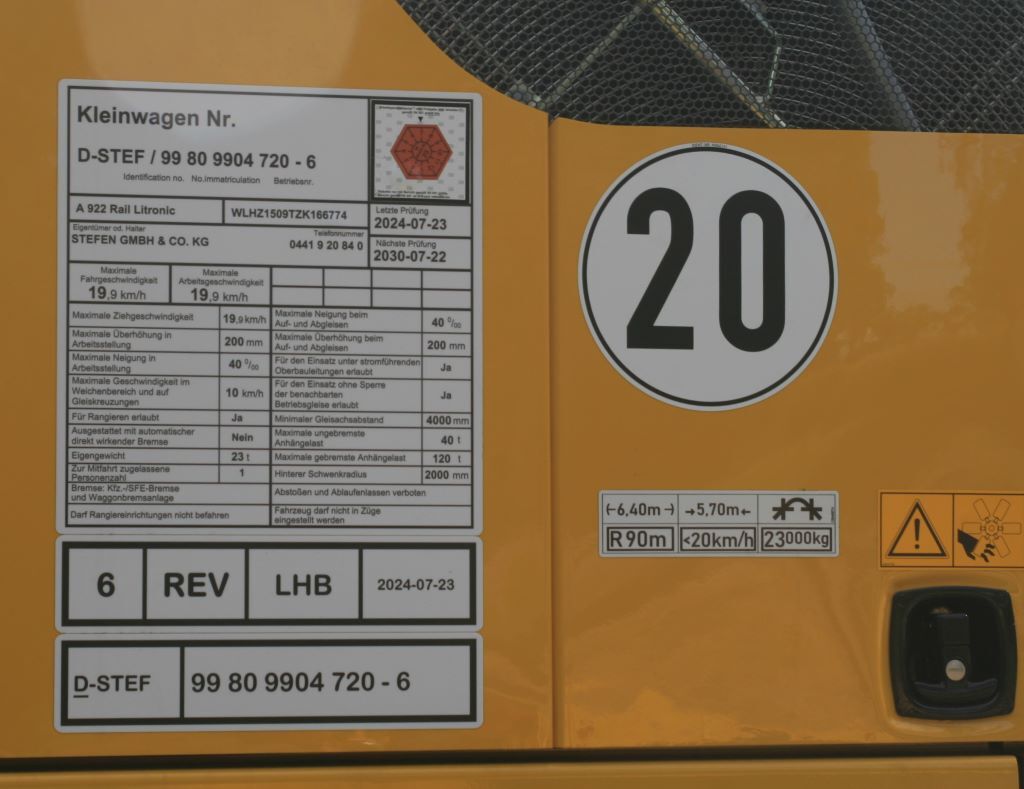 Kleinwagen Nr.
D-STEF / 99 80 9904 720 - 6
Identification no. No.immatriculation Betriebsnr.
A 922 Rail Litronic
WLHZ1509TZK166774
Letzte Prüfung
2024-07-23
Eigentümer od. Halter
Telefonnummer
STEFEN GMBH & CO. KG
0441 9 20 84 0
Nächste Prüfung
2030-07-22
Maximale
Fahrgeschwindigkeit
19,9 km/h
Maximale
Arbeitsgeschwindigkeit
19,9 km/h
Maximale Ziehgeschwindigkeit
19,9 km/h
Maximale Neigung beim
Auf- und Abgleisen
40 0/00
Maximale Überhöhung in
Arbeitsstellung
200 mm
Maximale Überhöhung beim
Auf- und Abgleisen
200 mm
Maximale Neigung in
Arbeitsstellung
40 0/00
Für den Einsatz unter stromführenden
Oberbauleitungen erlaubt
Ja
Maximale Geschwindigkeit im
Weichenbereich und auf
Gleiskreuzungen
10 km/h
Für den Einsatz ohne Sperre
der benachbarten
Betriebsgleise erlaubt
Ja
Für Rangieren erlaubt
Ja
Minimaler Gleisachsabstand
4000 mm
Ausgestattet mit automatischer
direkt wirkender Bremse
Nein
Maximale ungebremste
Anhängelast
40 t
Eigengewicht
23 t
Maximale gebremste Anhängelast
120 t
Zur Mitfahrt zugelassene
Personenzahl
1
Hinterer Schwenkradius
2000 mm
Bremse: Kfz.-/SFE-Bremse
und Waggonbremsanlage
Abstoßen und Ablaufenlassen verboten
Darf Rangiereinrichtungen nicht befahren
Fahrzeug darf nicht in Züge
eingestellt werden
6 REV LHB 2024-07-23
D-STEF 99 80 9904 720 - 6
20
6,40m 5,70m
R 90m <20km/h 23000kg